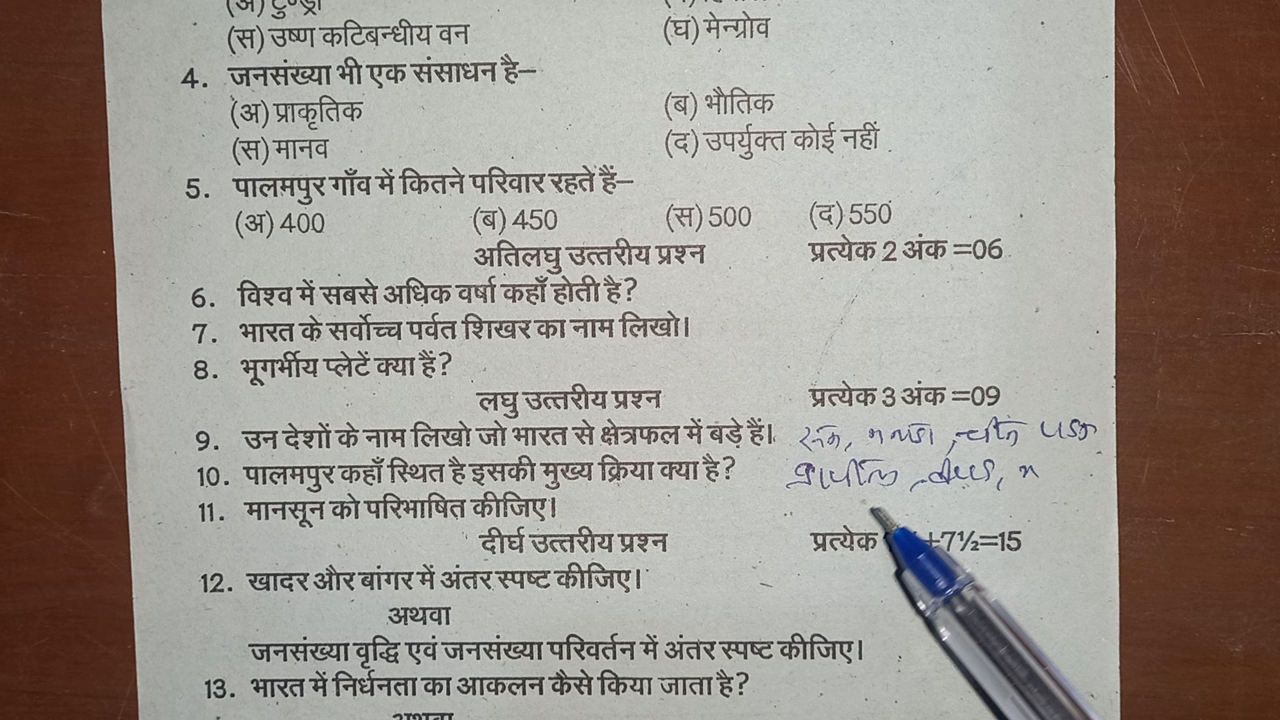 (अ) टुण्ड्रा
(स) उष्ण कटिबन्धीय वन (घ) मेन्ग्रोव
4. जनसंख्या भी एक संसाधन है–
(अ) प्राकृतिक (ब) भौतिक
(स) मानव (द) उपर्युक्त कोई नहीं
5. पालमपुर गाँव में कितने परिवार रहते हैं–
(अ) 400 (ब) 450 (स) 500 (द) 550
अतिलघु उत्तरीय प्रश्न प्रत्येक 2 अंक =06
6. विश्व में सबसे अधिक वर्षा कहाँ होती है?
7. भारत के सर्वोच्च पर्वत शिखर का नाम लिखो।
8. भूगर्भीय प्लेटें क्या हैं?
लघु उत्तरीय प्रश्न प्रत्येक 3 अंक =09
9. उन देशों के नाम लिखो जो भारत से क्षेत्रफल में बड़े हैं।
10. पालमपुर कहाँ स्थित है इसकी मुख्य क्रिया क्या है?
11. मानसून को परिभाषित कीजिए।
दीर्घ उत्तरीय प्रश्न प्रत्येक +7½=15
12. खादर और बांगर में अंतर स्पष्ट कीजिए।
अथवा
जनसंख्या वृद्धि एवं जनसंख्या परिवर्तन में अंतर स्पष्ट कीजिए।
13. भारत में निर्धनता का आकलन कैसे किया जाता है?
अथवा